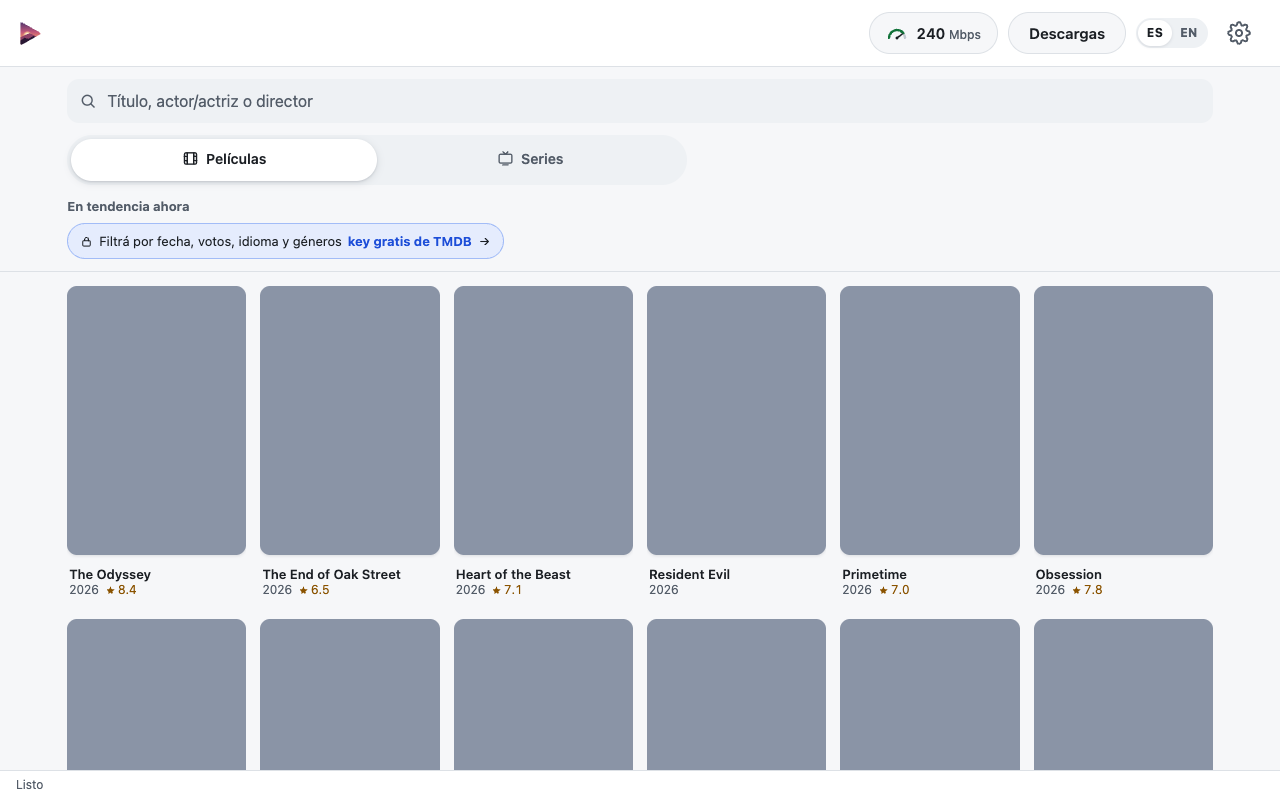 240 Mbps
Descargas
ES EN
Título, actor/actriz o director
Películas
Series
En tendencia ahora
Filtrá por fecha, votos, idioma y géneros key gratis de TMDB →
The Odyssey
2026 ★ 8.4
The End of Oak Street
2026 ★ 6.5
Heart of the Beast
2026 ★ 7.1
Resident Evil
2026
Primetime
2026 ★ 7.0
Obsession
2026 ★ 7.8
Listo